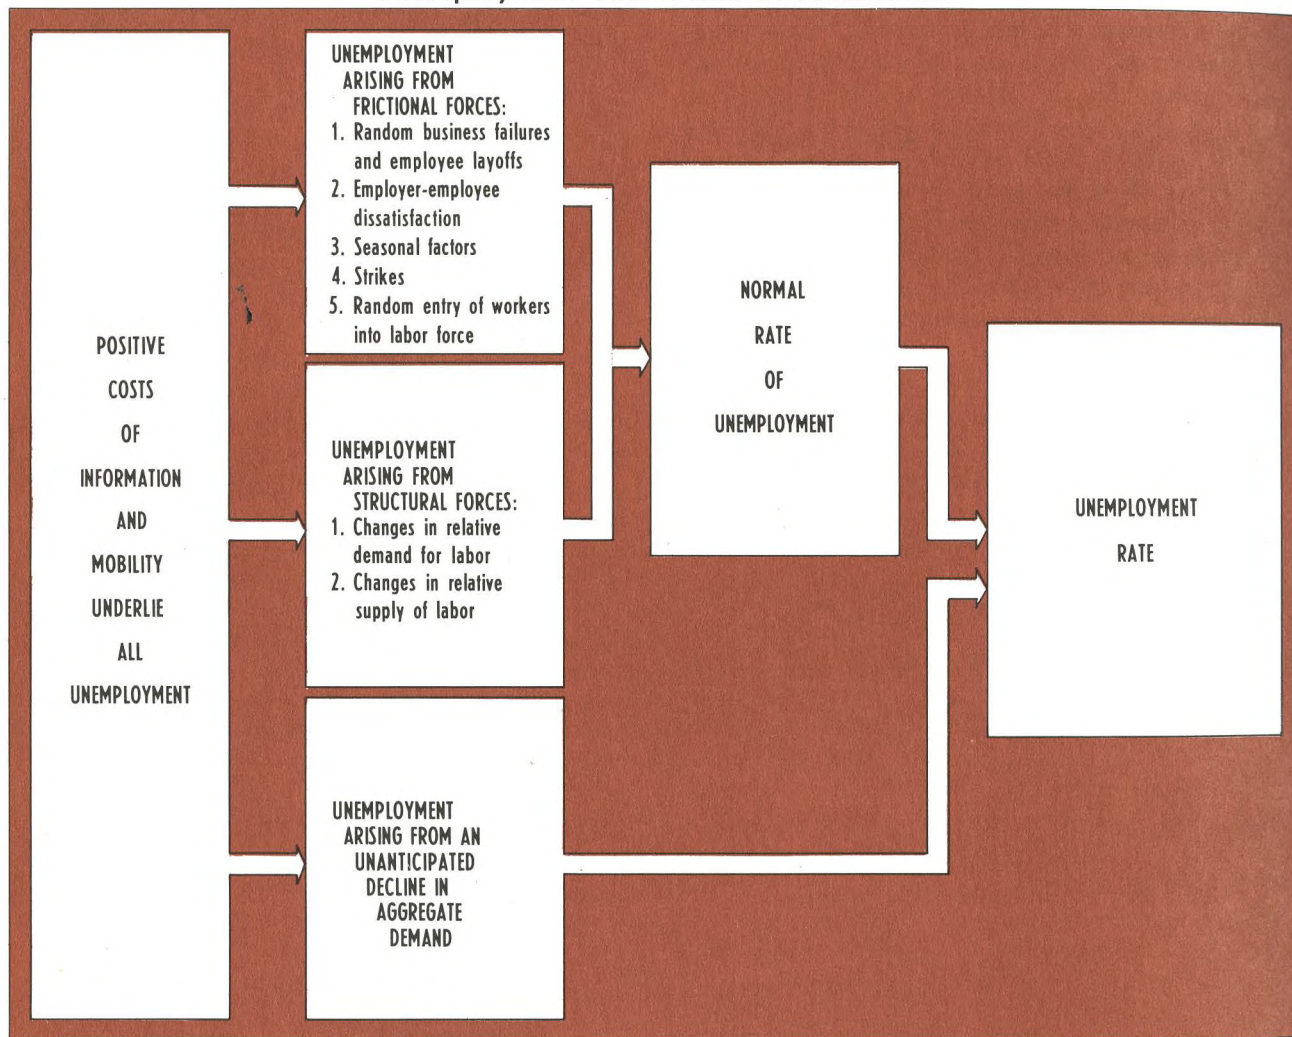 POSITIVE
COSTS
OF
INFORMATION
AND
MOBILITY
UNDERLIE
ALL
UNEMPLOYMENT
UNEMPLOYMENT
ARISING FROM
FRICTIONAL FORCES:
1. Random business failures
and employee layoffs
2. Employer-employee
dissatisfaction
3. Seasonal factors
4. Strikes
5. Random entry of workers
into labor force
UNEMPLOYMENT
ARISING FROM
STRUCTURAL FORCES:
1. Changes in relative
demand for labor
2. Changes in relative
supply of labor
UNEMPLOYMENT
ARISING FROM AN
UNANTICIPATED
DECLINE IN
AGGREGATE
DEMAND
NORMAL
RATE
OF
UNEMPLOYMENT
UNEMPLOYMENT
RATE